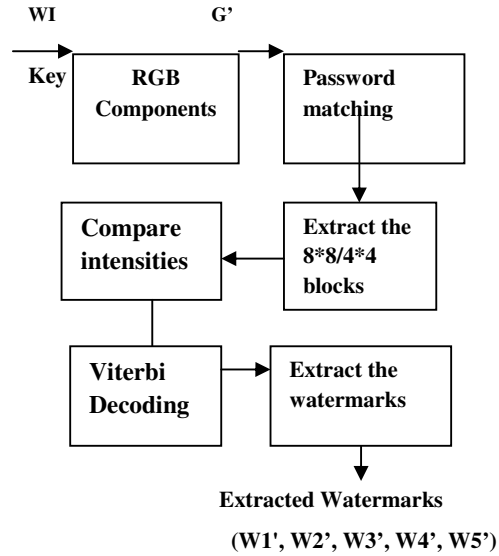 WI
G’
Key
RGB
Components
Password
matching
Extract the
8*8/4*4
blocks
Compare
intensities
Viterbi
Decoding
Extract the
watermarks
Extracted Watermarks
(W1', W2’, W3’, W4’, W5’)